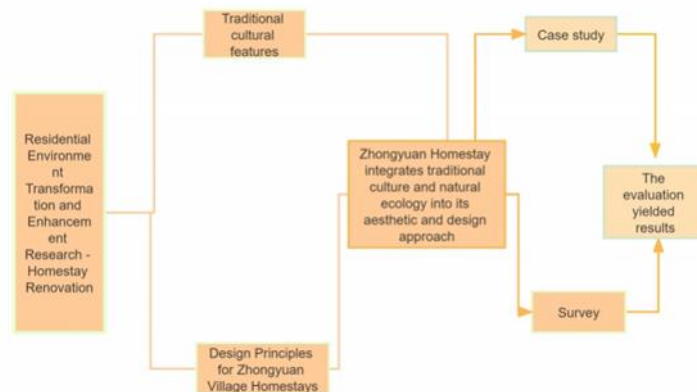 Traditional
cultural
features
Case study
Residential
Environme
nt
Transforma
tion and
Enhancem
ent
Research -
Homestay
Renovation
Zhongyuan Homestay
integrates traditional
culture and natural
ecology into its
aesthetic and design
approach
The
evaluation
yielded
results
Survey
Design Principles
for Zhongyuan
Village Homestays